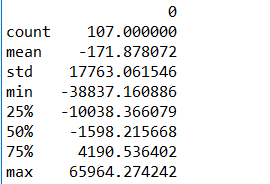 0
count 107.000000
mean -171.878072
std 17763.061546
min -38837.160886
25% -10038.366079
50% -1598.215668
75% 4190.536402
max 65964.274242